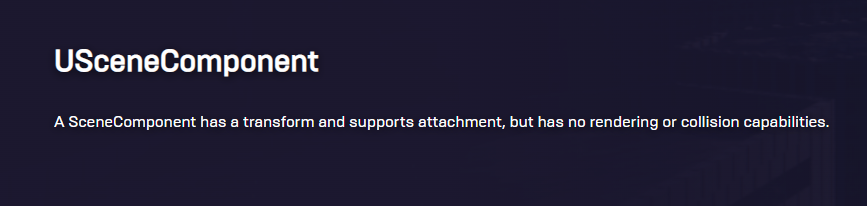 USceneComponent
A SceneComponent has a transform and supports attachment, but has no rendering or collision capabilities.